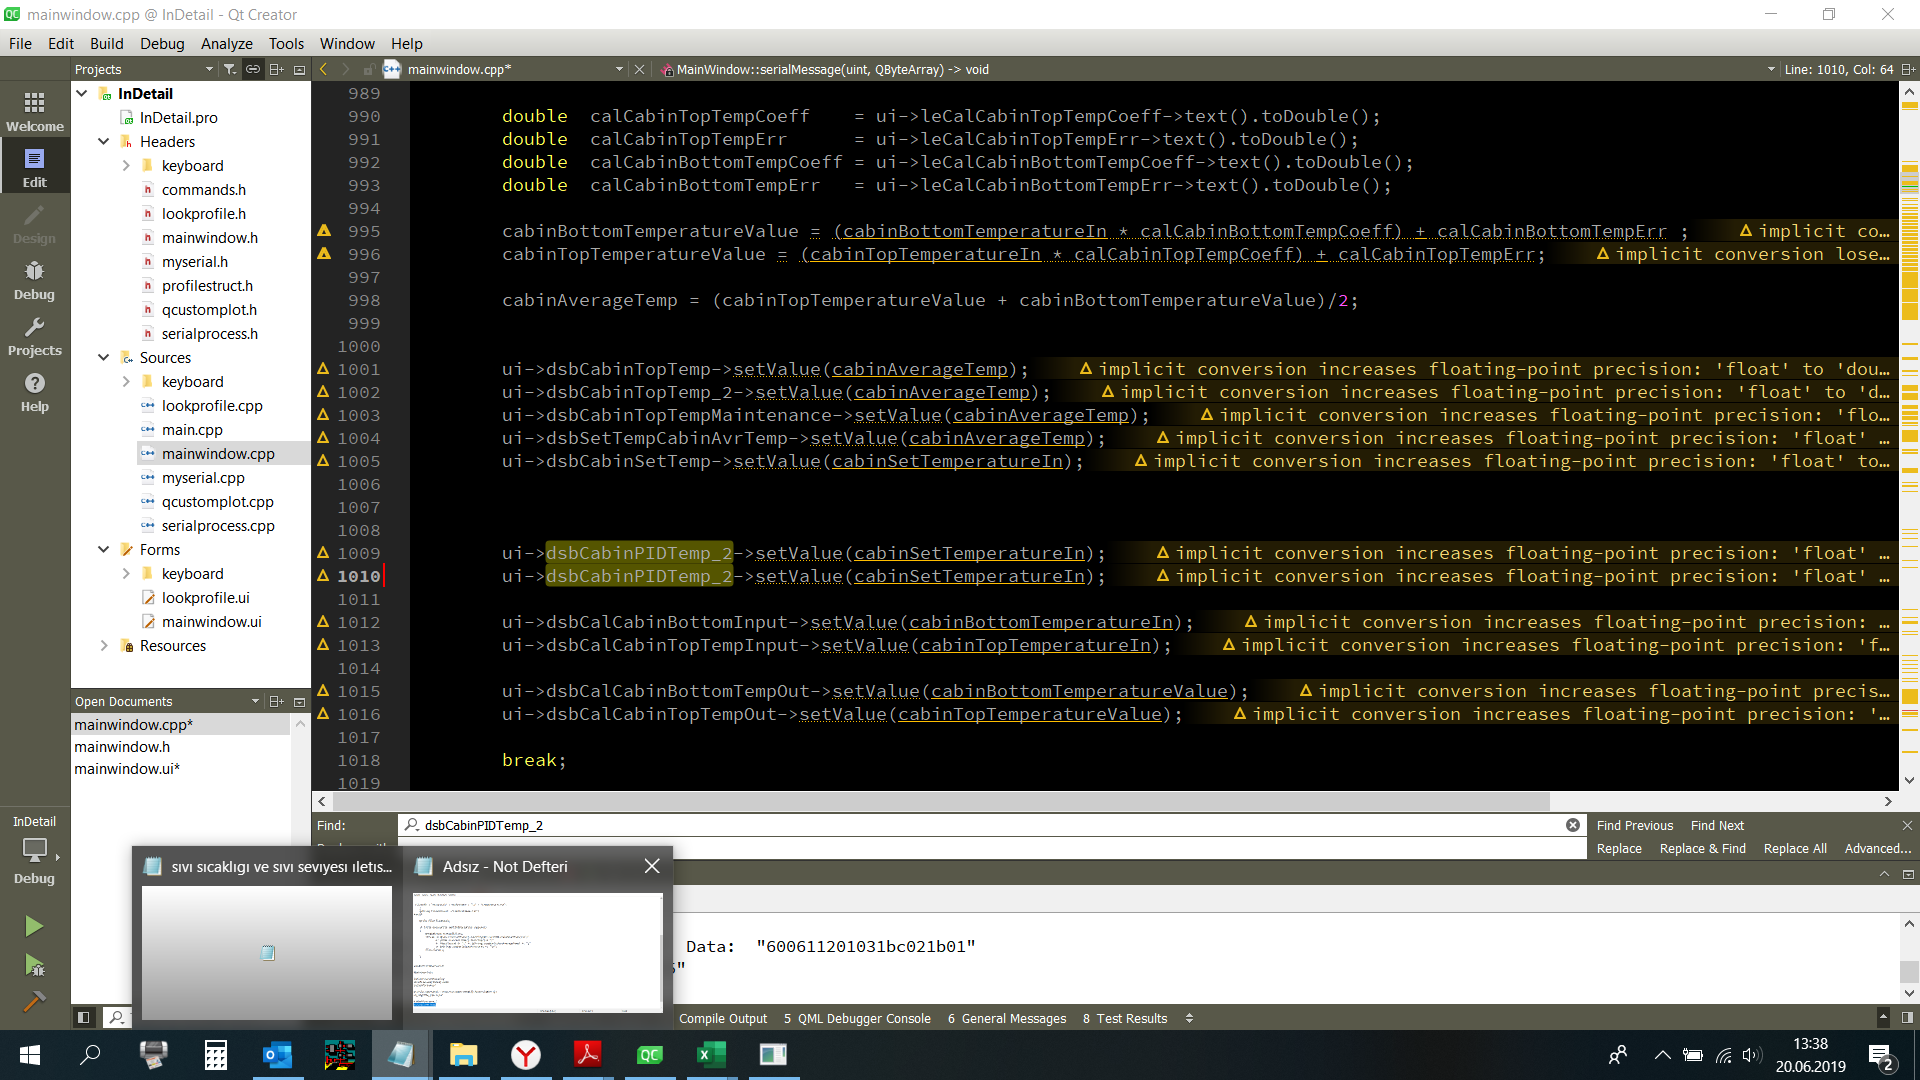 mainwindow.cpp @ InDetail - Qt Creator
File Edit Build Debug Analyze Tools Window Help
Projects
mainwindow.cpp*
MainWindow::serialMessage(uint, QByteArray) -> void
Line: 1010, Col: 64
Welcome
Edit
Design
Debug
Projects
Help
InDetail
InDetail.pro
Headers
keyboard
commands.h
lookprofile.h
mainwindow.h
myserial.h
profilestruct.h
qcustomplot.h
serialprocess.h
Sources
keyboard
lookprofile.cpp
main.cpp
mainwindow.cpp
myserial.cpp
qcustomplot.cpp
serialprocess.cpp
Forms
keyboard
lookprofile.ui
mainwindow.ui
Resources
Open Documents
mainwindow.cpp*
mainwindow.h
mainwindow.ui*
InDetail
Debug
989
990 double calCabinTopTempCoeff = ui->leCalCabinTopTempCoeff->text().toDouble();
991 double calCabinTopTempErr = ui->leCalCabinTopTempErr->text().toDouble();
992 double calCabinBottomTempCoeff = ui->leCalCabinBottomTempCoeff->text().toDouble();
993 double calCabinBottomTempErr = ui->leCalCabinBottomTempErr->text().toDouble();
994
995 cabinBottomTemperatureValue = (cabinBottomTemperatureIn * calCabinBottomTempCoeff) + calCabinBottomTempErr ; implicit co...
996 cabinTopTemperatureValue = (cabinTopTemperatureIn * calCabinTopTempCoeff) + calCabinTopTempErr; implicit conversion lose...
997
998 cabinAverageTemp = (cabinTopTemperatureValue + cabinBottomTemperatureValue)/2;
999
1000
1001 ui->dsbCabinTopTemp->setValue(cabinAverageTemp); implicit conversion increases floating-point precision: 'float' to 'dou...
1002 ui->dsbCabinTopTemp_2->setValue(cabinAverageTemp); implicit conversion increases floating-point precision: 'float' to 'd...
1003 ui->dsbCabinTopTempMaintenance->setValue(cabinAverageTemp); implicit conversion increases floating-point precision: 'flo...
1004 ui->dsbSetTempCabinAvrTemp->setValue(cabinAverageTemp); implicit conversion increases floating-point precision: 'float' ...
1005 ui->dsbCabinSetTemp->setValue(cabinSetTemperatureIn); implicit conversion increases floating-point precision: 'float' to...
1006
1007
1008
1009 ui->dsbCabinPIDTemp_2->setValue(cabinSetTemperatureIn); implicit conversion increases floating-point precision: 'float' ...
1010 ui->dsbCabinPIDTemp_2->setValue(cabinSetTemperatureIn); implicit conversion increases floating-point precision: 'float' ...
1011
1012 ui->dsbCalCabinBottomInput->setValue(cabinBottomTemperatureIn); implicit conversion increases floating-point precision: ...
1013 ui->dsbCalCabinTopTempInput->setValue(cabinTopTemperatureIn); implicit conversion increases floating-point precision: 'f...
1014
1015 ui->dsbCalCabinBottomTempOut->setValue(cabinBottomTemperatureValue); implicit conversion increases floating-point precis...
1016 ui->dsbCalCabinTopTempOut->setValue(cabinTopTemperatureValue); implicit conversion increases floating-point precision: '...
1017
1018 break;
1019
Find: dsbCabinPIDTemp_2
Find Previous Find Next
Replace Replace & Find Replace All Advanced...
sıvı sıcaklıgı ve sıvı seviyesı iletıs...
Adsız - Not Defteri
Data: "600611201031bc021b01"
Compile Output 5 QML Debugger Console 6 General Messages 8 Test Results
13:38
20.06.2019
2